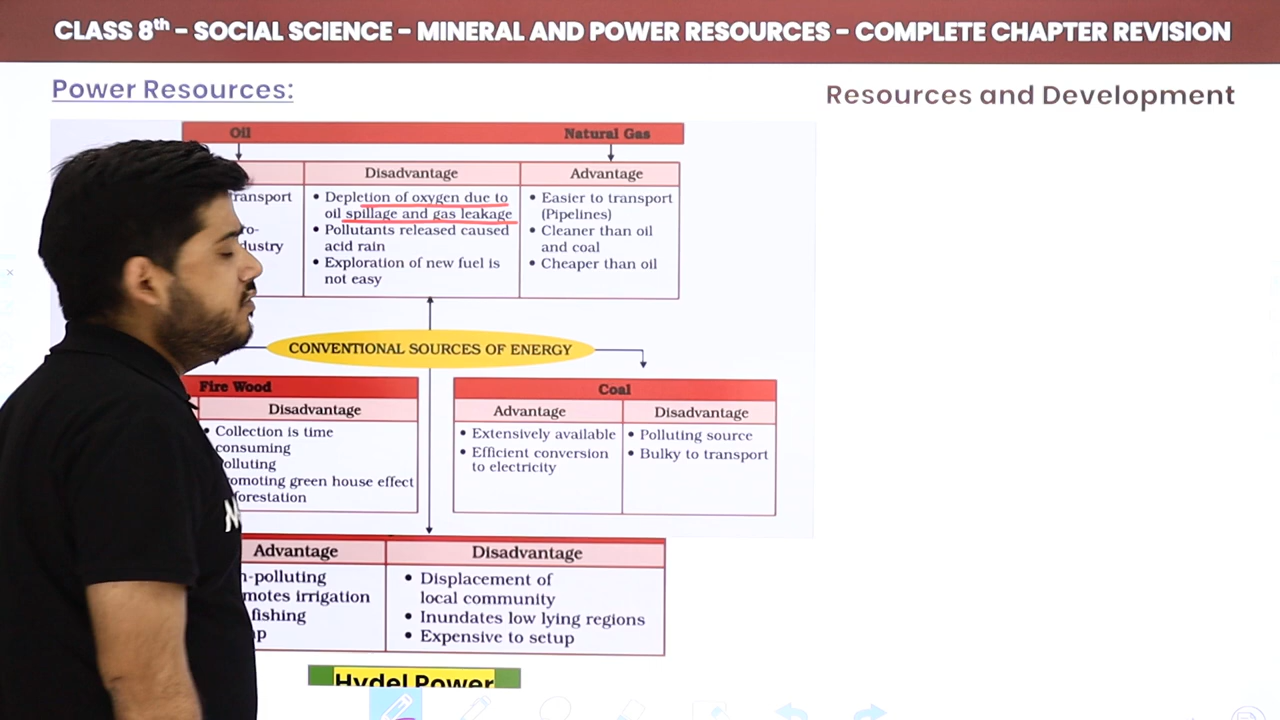 CLASS 8th – SOCIAL SCIENCE – MINERAL AND POWER RESOURCES – COMPLETE CHAPTER REVISION
Power Resources:
Resources and Development
Oil
Natural Gas
Disadvantage
Advantage
• Depletion of oxygen due to
oil spillage and gas leakage
• Pollutants released caused
acid rain
• Exploration of new fuel is
not easy
• Easier to transport
(Pipelines)
• Cleaner than oil
and coal
• Cheaper than oil
CONVENTIONAL SOURCES OF ENERGY
Fire Wood
Disadvantage
• Collection is time
consuming
Coal
Advantage
Disadvantage
• Extensively available
• Efficient conversion
to electricity
• Polluting source
• Bulky to transport
green house effect
Advantage
Disadvantage
irrigation
fishing
• Displacement of
local community
• Inundates low lying regions
• Expensive to setup
Hydel Power